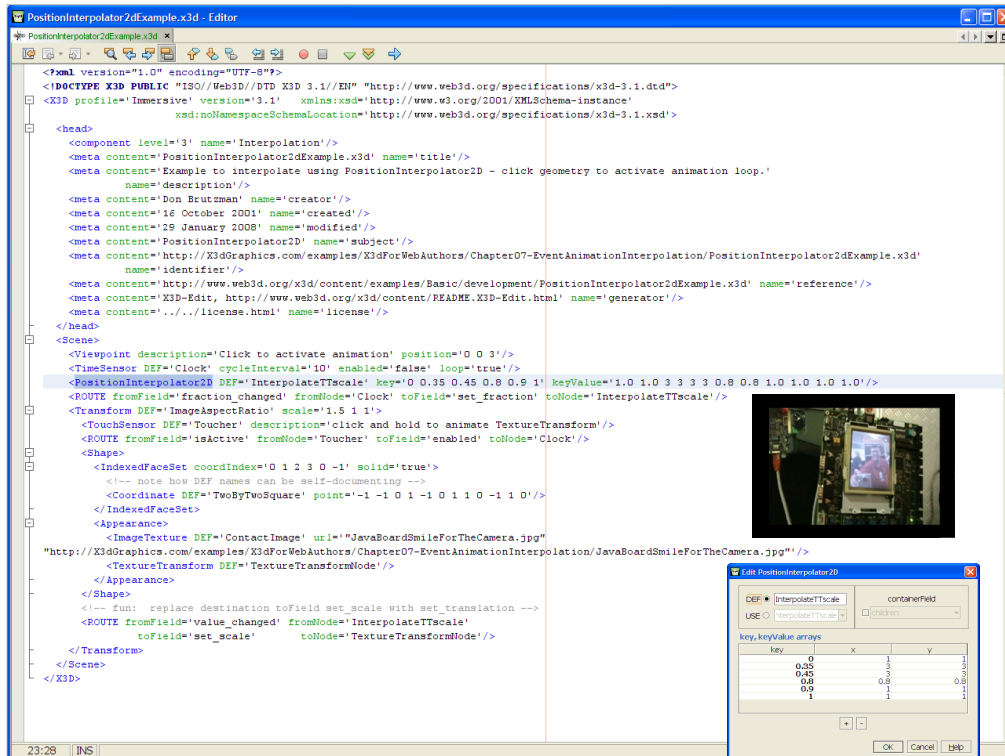 PositionInterpolator2dExample.x3d - Editor
PositionInterpolator2dExample.x3d
<?xml version="1.0" encoding="UTF-8"?>
<!DOCTYPE X3D PUBLIC "ISO//Web3D//DTD X3D 3.1//EN" "http://www.web3d.org/specifications/x3d-3.1.dtd">
<X3D profile='Immersive' version='3.1' xmlns:xsd='http://www.w3.org/2001/XMLSchema-instance'
xsd:noNamespaceSchemaLocation='http://www.web3d.org/specifications/x3d-3.1.xsd'>
<head>
<component level='3' name='Interpolation'/>
<meta content='PositionInterpolator2dExample.x3d' name='title'/>
<meta content='Example to interpolate using PositionInterpolator2D - click geometry to activate animation loop.'
name='description'/>
<meta content='Don Brutzman' name='creator'/>
<meta content='16 October 2001' name='created'/>
<meta content='29 January 2008' name='modified'/>
<meta content='PositionInterpolator2D' name='subject'/>
<meta content='http://X3dGraphics.com/examples/X3dForWebAuthors/Chapter07-EventAnimationInterpolation/PositionInterpolator2dExample.x3d'
name='identifier'/>
<meta content='http://www.web3d.org/x3d/content/examples/Basic/development/PositionInterpolator2dExample.x3d' name='reference'/>
<meta content='X3D-Edit, http://www.web3d.org/x3d/content/README.X3D-Edit.html' name='generator'/>
<meta content='../../license.html' name='license'/>
</head>
<Scene>
<Viewpoint description='Click to activate animation' position='0 0 3'/>
<TimeSensor DEF='Clock' cycleInterval='10' enabled='false' loop='true'/>
<PositionInterpolator2D DEF='InterpolateTTscale' key='0 0.35 0.45 0.8 0.9 1' keyValue='1.0 1.0 3 3 3 3 0.8 0.8 1.0 1.0 1.0 1.0'/>
<ROUTE fromField='fraction_changed' fromNode='Clock' toField='set_fraction' toNode='InterpolateTTscale'/>
<Transform DEF='ImageAspectRatio' scale='1.5 1 1'>
<TouchSensor DEF='Toucher' description='click and hold to animate TextureTransform'/>
<ROUTE fromField='isActive' fromNode='Toucher' toField='enabled' toNode='Clock'/>
<Shape>
<IndexedFaceSet coordIndex='0 1 2 3 0 -1' solid='true'>
<!-- note how DEF names can be self-documenting -->
<Coordinate DEF='TwoByTwoSquare' point='-1 -1 0 1 -1 0 1 1 0 -1 1 0'/>
</IndexedFaceSet>
<Appearance>
<ImageTexture DEF='ContactImage' url='"JavaBoardSmileForTheCamera.jpg"
"http://X3dGraphics.com/examples/X3dForWebAuthors/Chapter07-EventAnimationInterpolation/JavaBoardSmileForTheCamera.jpg"'/>
<TextureTransform DEF='TextureTransformNode'/>
</Appearance>
</Shape>
<!-- fun: replace destination toField set_scale with set_translation -->
<ROUTE fromField='value_changed' fromNode='InterpolateTTscale'
toField='set_scale' toNode='TextureTransformNode'/>
</Transform>
</Scene>
</X3D>
Edit PositionInterpolator2D
DEF InterpolateTTscale containerField
USE InterpolateTTscale children
key, keyValue arrays
key x y
0 1 1
0.35 3 3
0.45 3 3
0.8 0.8 0.8
0.9 1 1
1 1 1
+ -
OK Cancel Help
23:28 INS